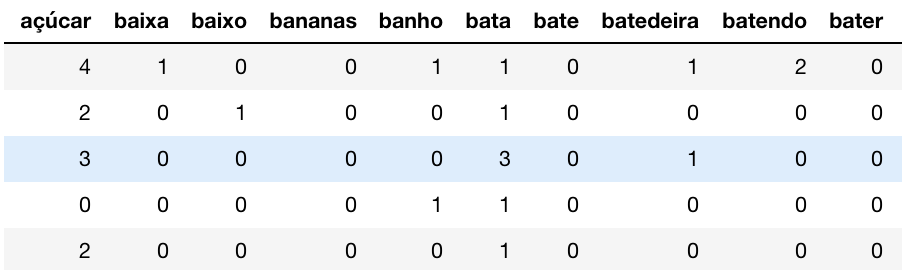 açúcar baixa baixo bananas banho bata bate batedeira batendo bater
4 1 0 0 1 1 0 1 2 0
2 0 1 0 0 1 0 0 0 0
3 0 0 0 0 3 0 1 0 0
0 0 0 0 1 1 0 0 0 0
2 0 0 0 0 1 0 0 0 0